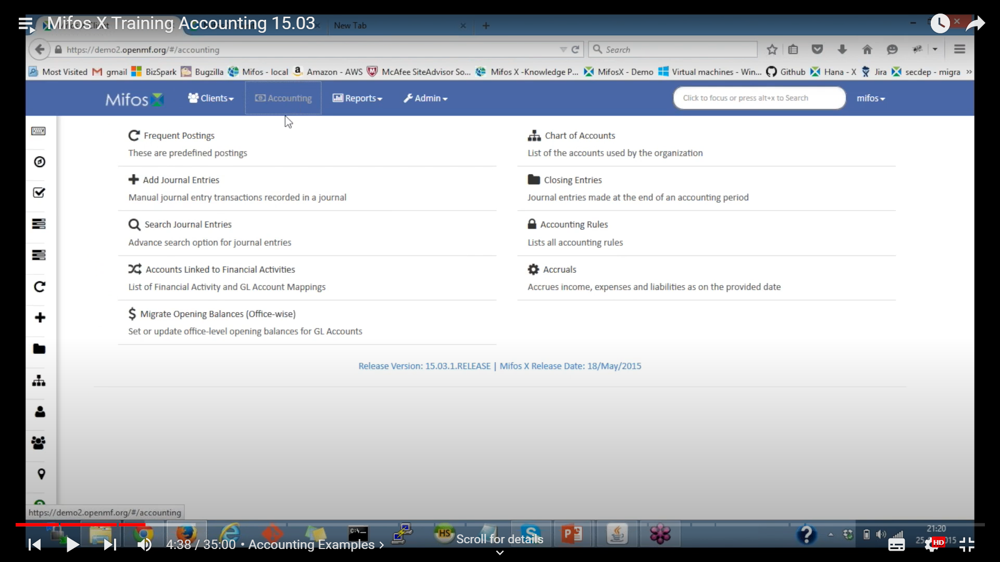 Mifos X Training Accounting 15.03
New Tab
https://demo2.openmf.org/#/accounting
Search
Most Visited gmail BizSpark Bugzilla Mifos - local Amazon - AWS McAfee SiteAdvisor So... Mifos X -Knowledge P... MifosX - Demo Virtual machines - Win... Github Hana - X Jira secdep - migra »
Mifos Clients Accounting Reports Admin Click to focus or press alt+x to Search mifos
Frequent Postings
These are predefined postings
Chart of Accounts
List of the accounts used by the organization
Add Journal Entries
Manual journal entry transactions recorded in a journal
Closing Entries
Journal entries made at the end of an accounting period
Search Journal Entries
Advance search option for journal entries
Accounting Rules
Lists all accounting rules
Accounts Linked to Financial Activities
List of Financial Activity and GL Account Mappings
Accruals
Accrues income, expenses and liabilities as on the provided date
Migrate Opening Balances (Office-wise)
Set or update office-level opening balances for GL Accounts
Release Version: 15.03.1.RELEASE | Mifos X Release Date: 18/May/2015
https://demo2.openmf.org/#/accounting
C:\
HS
21:20
Scroll for details
4:38 / 35:00 • Accounting Examples
HD